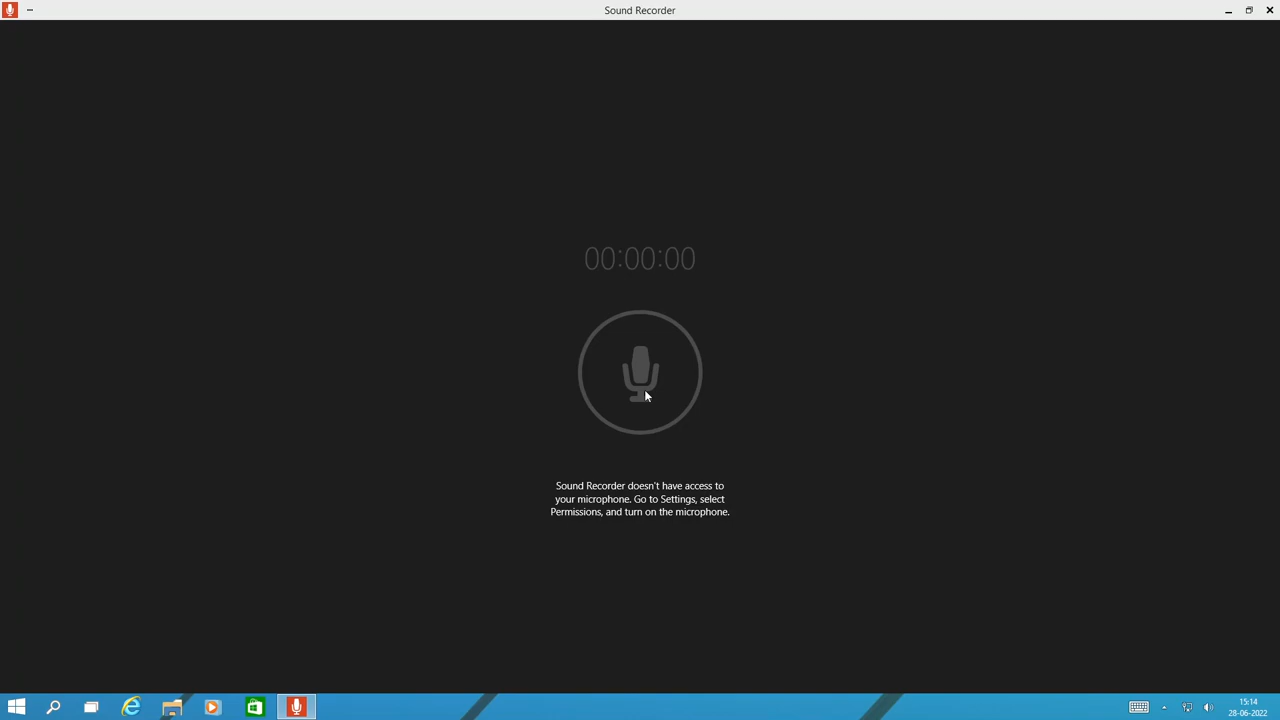 Sound Recorder
00:00:00
Sound Recorder doesn't have access to
your microphone. Go to Settings, select
Permissions, and turn on the microphone.
15:14
28-06-2022